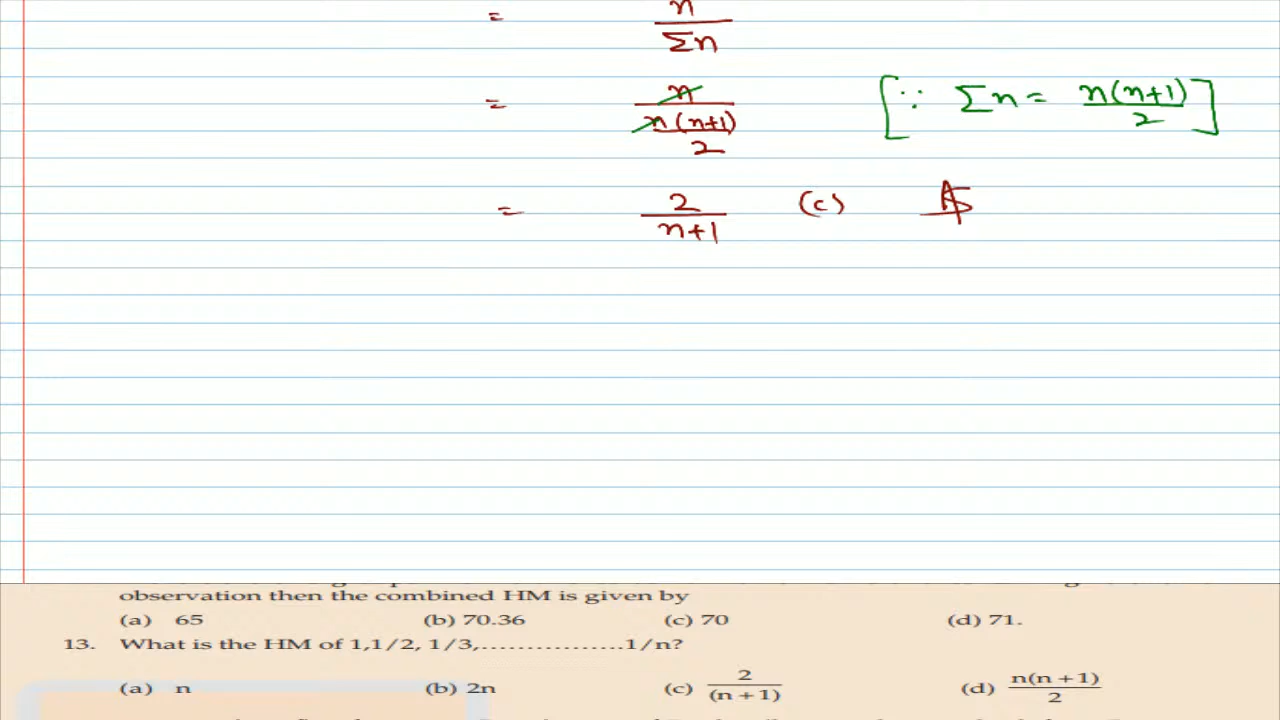 = n/Σn
= n/(n(n+1)/2) [∵ Σn = n(n+1)/2]
= 2/(n+1) (c)
observation then the combined HM is given by
(a) 65 (b) 70.36 (c) 70 (d) 71.
13. What is the HM of 1,1/2, 1/3,.................1/n?
(a) n (b) 2n (c) 2/(n+1) (d) n(n+1)/2